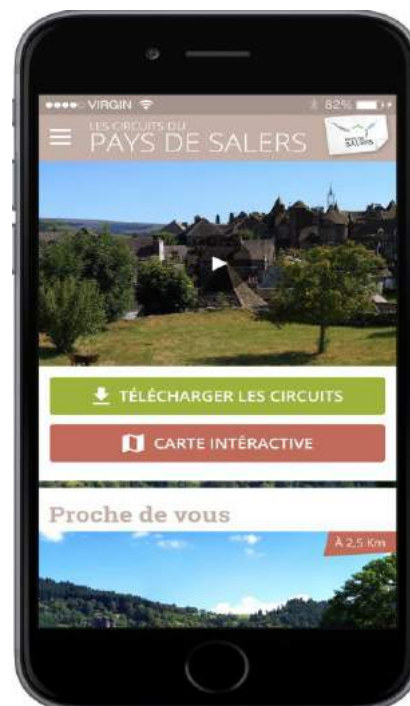 VIRGIN 82%
LES CIRCUITS DU
PAYS DE SALERS
SALERS
TÉLÉCHARGER LES CIRCUITS
CARTE INTÉRACTIVE
Proche de vous
À 2,5 Km